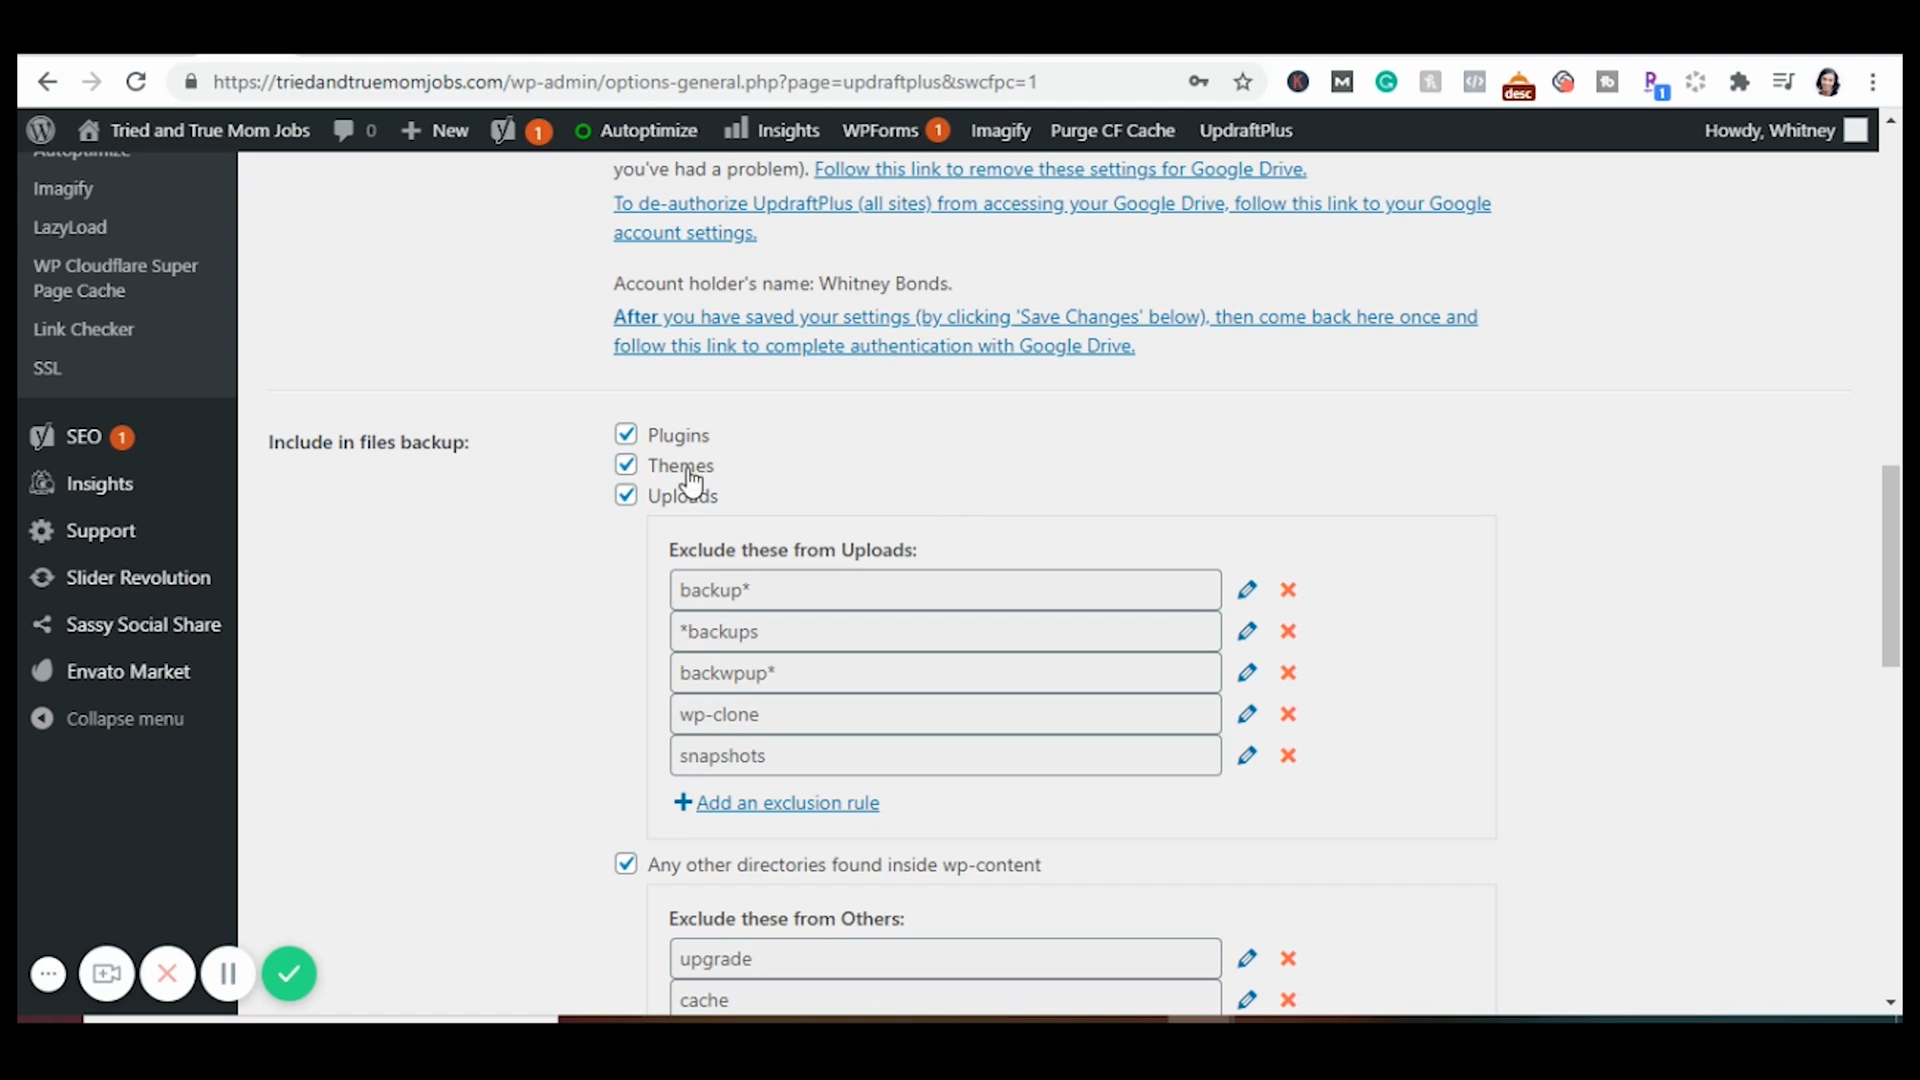 https://triedandtruemomjobs.com/wp-admin/options-general.php?page=updraftplus&swcfpc=1
desc
1
Tried and True Mom Jobs 0 New 1 Autoptimize Insights WPForms 1 Imagify Purge CF Cache UpdraftPlus Howdy, Whitney
Autoptimize
Imagify
LazyLoad
WP Cloudflare Super
Page Cache
Link Checker
SSL
SEO 1
Insights
Support
Slider Revolution
Sassy Social Share
Envato Market
Collapse menu
you've had a problem). Follow this link to remove these settings for Google Drive.
To de-authorize UpdraftPlus (all sites) from accessing your Google Drive, follow this link to your Google
account settings.
Account holder's name: Whitney Bonds.
After you have saved your settings (by clicking 'Save Changes' below), then come back here once and
follow this link to complete authentication with Google Drive.
Include in files backup:
Plugins
Themes
Uploads
Exclude these from Uploads:
backup*
*backups
backwpup*
wp-clone
snapshots
Add an exclusion rule
Any other directories found inside wp-content
Exclude these from Others:
upgrade
cache